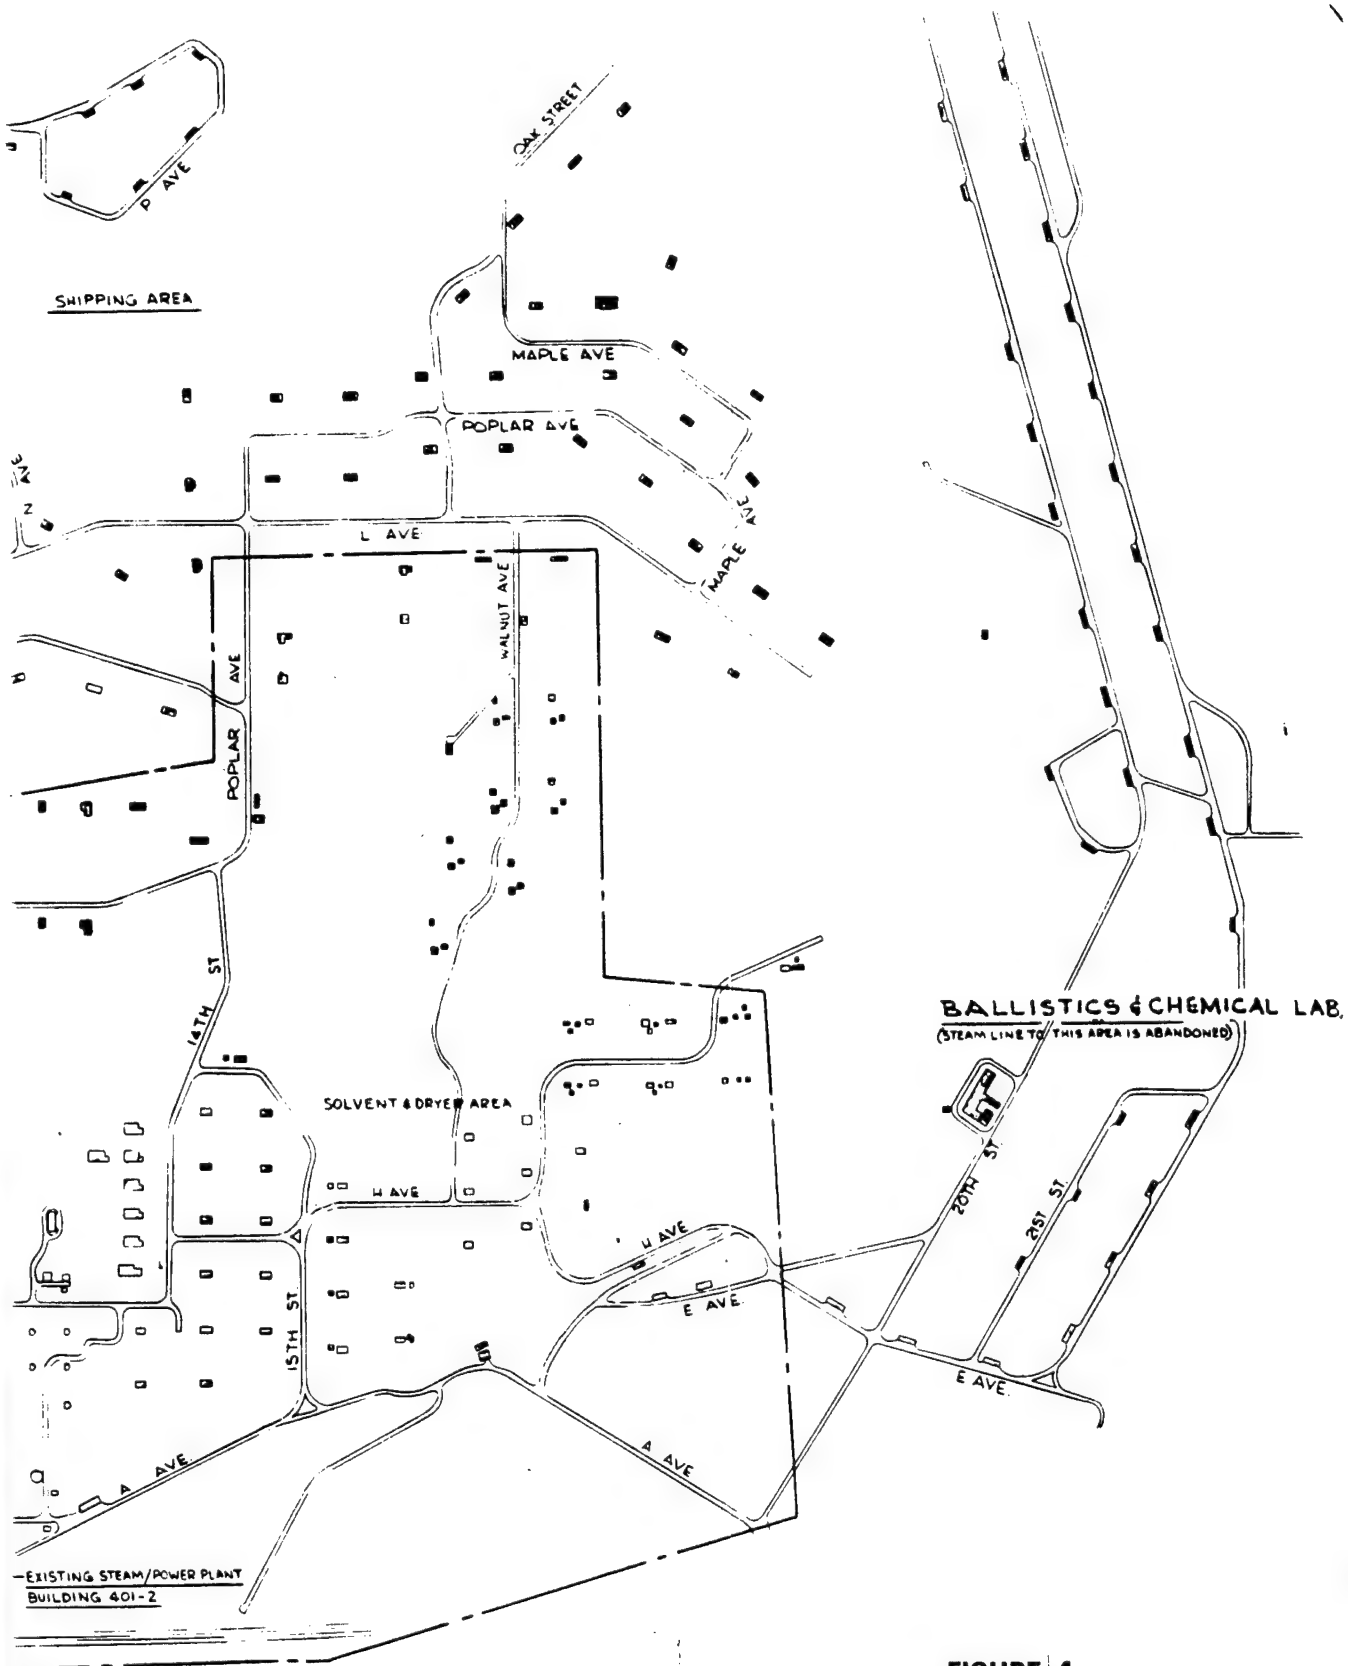 OAK STREET
P AVE
SHIPPING AREA
MAPLE AVE
POPLAR AVE
AVE
N
L AVE
MAPLE AVE
WALNUT AVE
POPLAR AVE
14TH ST
BALLISTICS & CHEMICAL LAB.
(STEAM LINE TO THIS AREA IS ABANDONED)
SOLVENT & DRYER AREA
H AVE
20TH ST
21ST ST.
H AVE
E AVE.
15TH ST
E AVE.
A AVE
A AVE.
EXISTING STEAM/POWER PLANT
BUILDING 401-2